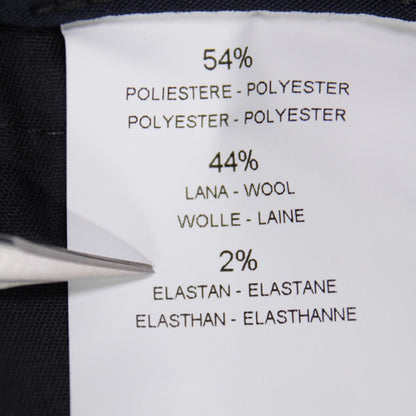 54%
POLIESTERE - POLYESTER
POLYESTER - POLYESTER
44%
LANA - WOOL
WOLLE - LAINE
2%
ELASTAN - ELASTANE
ELASTHAN - ELASTHANNE